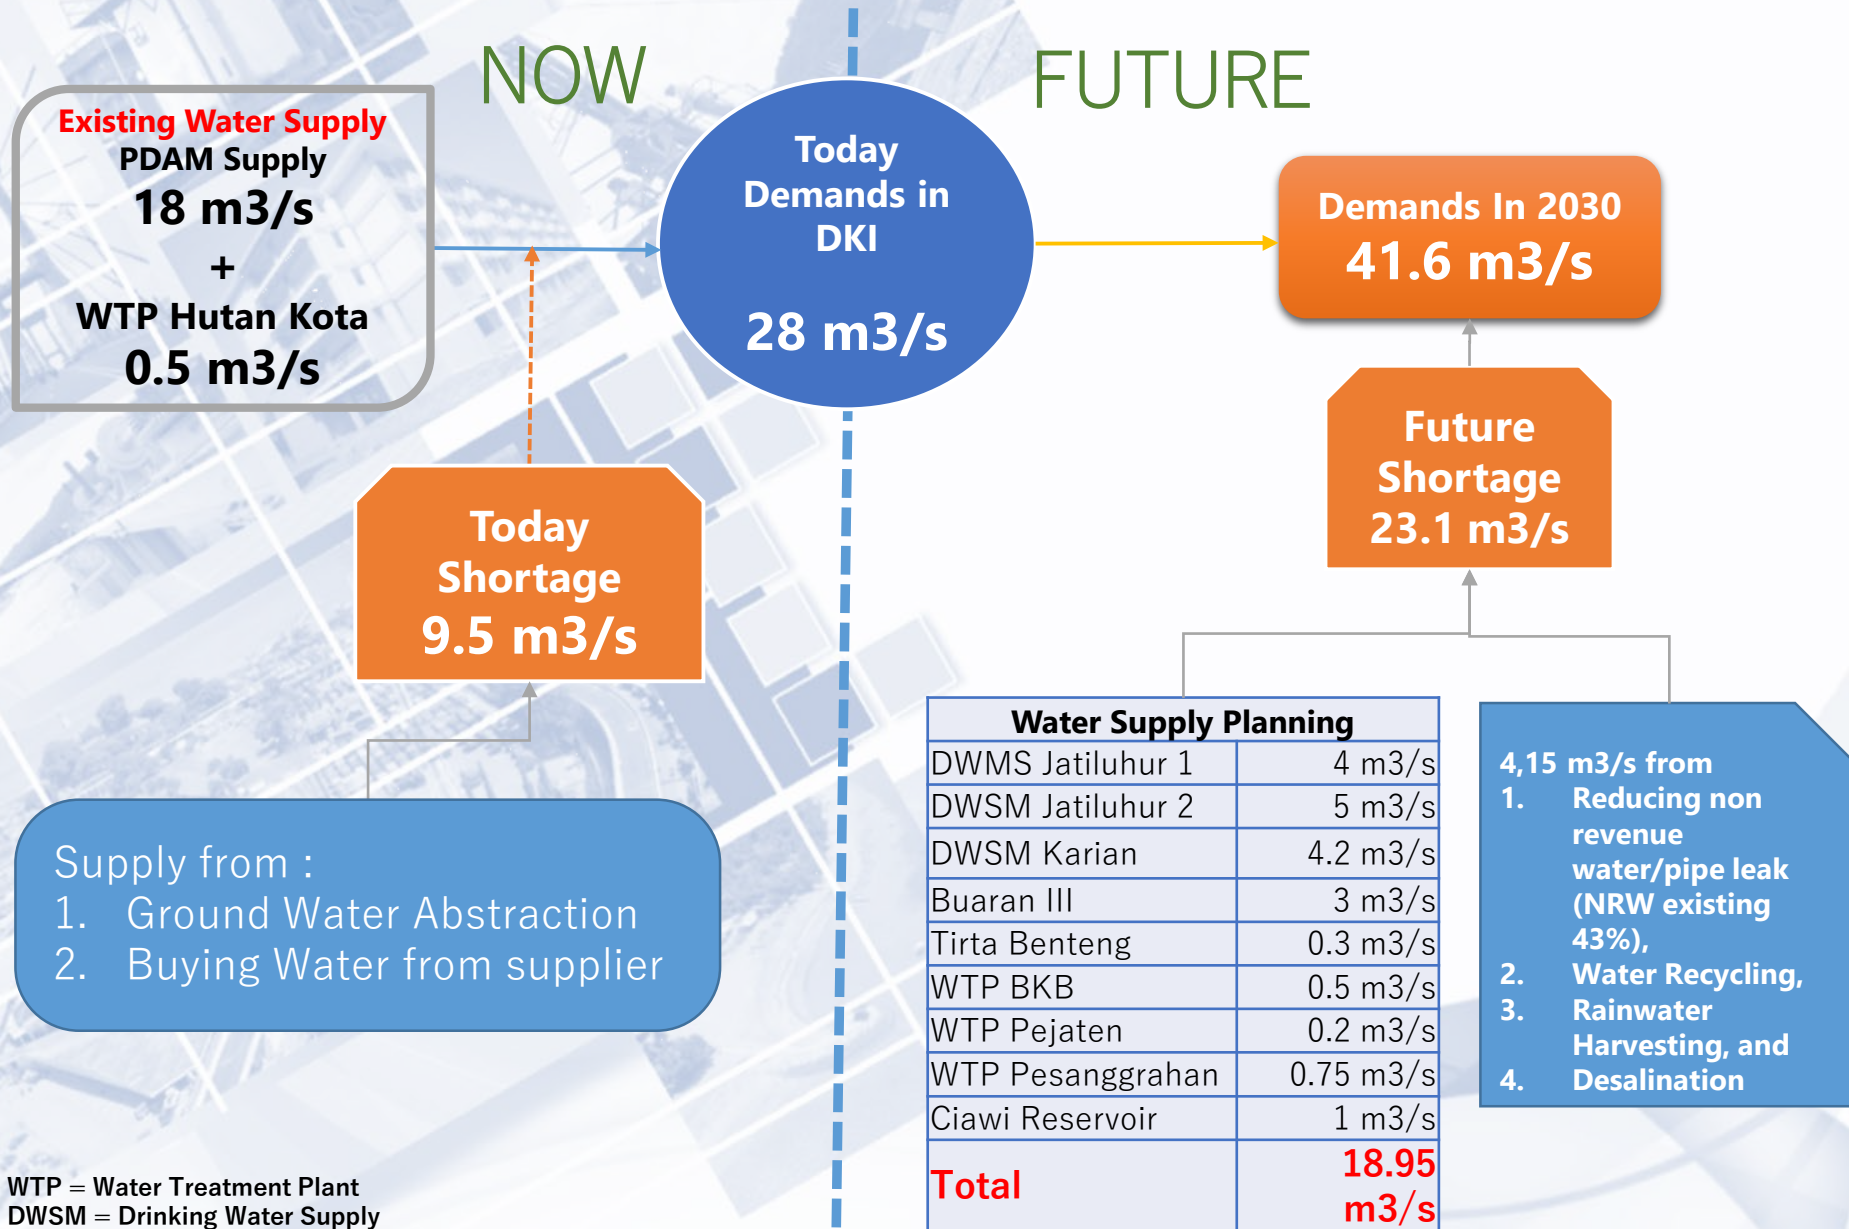 NOW
FUTURE
Existing Water Supply
PDAM Supply
18 m3/s
+
WTP Hutan Kota
0.5 m3/s
Today
Demands in
DKI
28 m3/s
Demands In 2030
41.6 m3/s
Today
Shortage
9.5 m3/s
Future
Shortage
23.1 m3/s
Supply from :
1. Ground Water Abstraction
2. Buying Water from supplier
Water Supply Planning
DWMS Jatiluhur 1 4 m3/s
DWSM Jatiluhur 2 5 m3/s
DWSM Karian 4.2 m3/s
Buaran III 3 m3/s
Tirta Benteng 0.3 m3/s
WTP BKB 0.5 m3/s
WTP Pejaten 0.2 m3/s
WTP Pesanggrahan 0.75 m3/s
Ciawi Reservoir 1 m3/s
Total 18.95
m3/s
4,15 m3/s from
1. Reducing non
revenue
water/pipe leak
(NRW existing
43%),
2. Water Recycling,
3. Rainwater
Harvesting, and
4. Desalination
WTP = Water Treatment Plant
DWSM = Drinking Water Supply